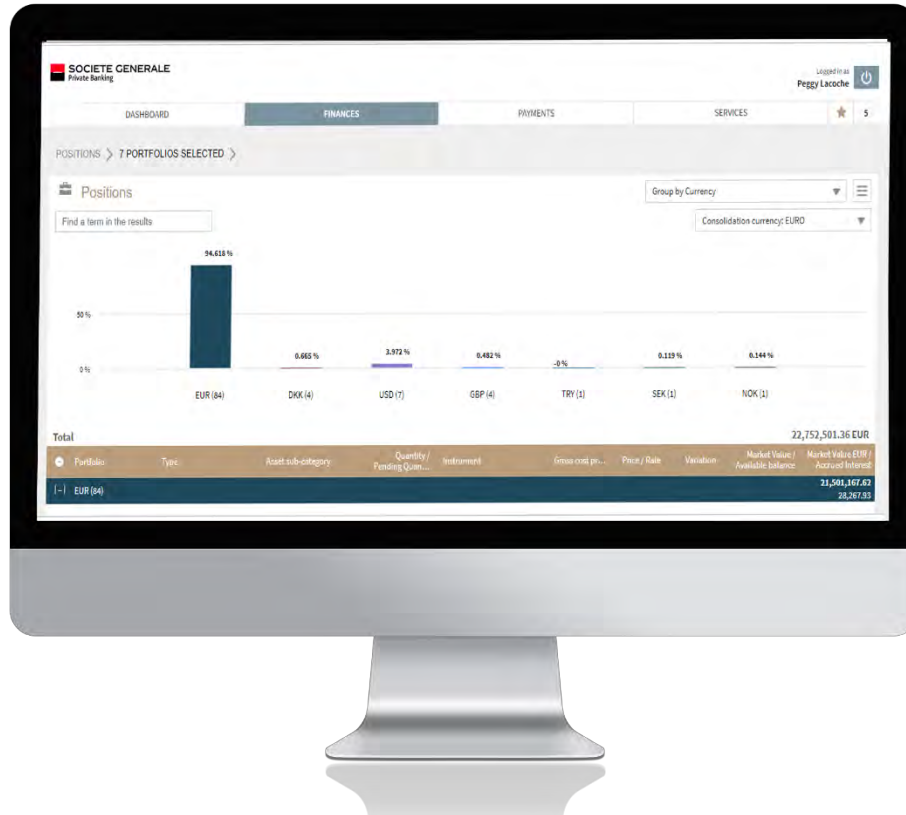 SOCIETE GENERALE
Private Banking
Logged in as
Peggy Lacoche
DASHBOARD FINANCES PAYMENTS SERVICES 5
POSITIONS > 7 PORTFOLIOS SELECTED >
Positions
Group by Currency
Find a term in the results
Consolidation currency: EURO
94.618 %
50 %
0.665 % 3.972 % 0.482 % -0 % 0.119 % 0.144 %
0 %
EUR (84) DKK (4) USD (7) GBP (4) TRY (1) SEK (1) NOK (1)
Total 22,752,501.36 EUR
Portfolio Type Asset sub-category Quantity / Instrument Gross cost pr... Price / Rate Variation Market Value / Market Value EUR /
Pending Quan... Available balance Accrued Interest
[-] EUR (84) 21,501,167.62
28,267.93